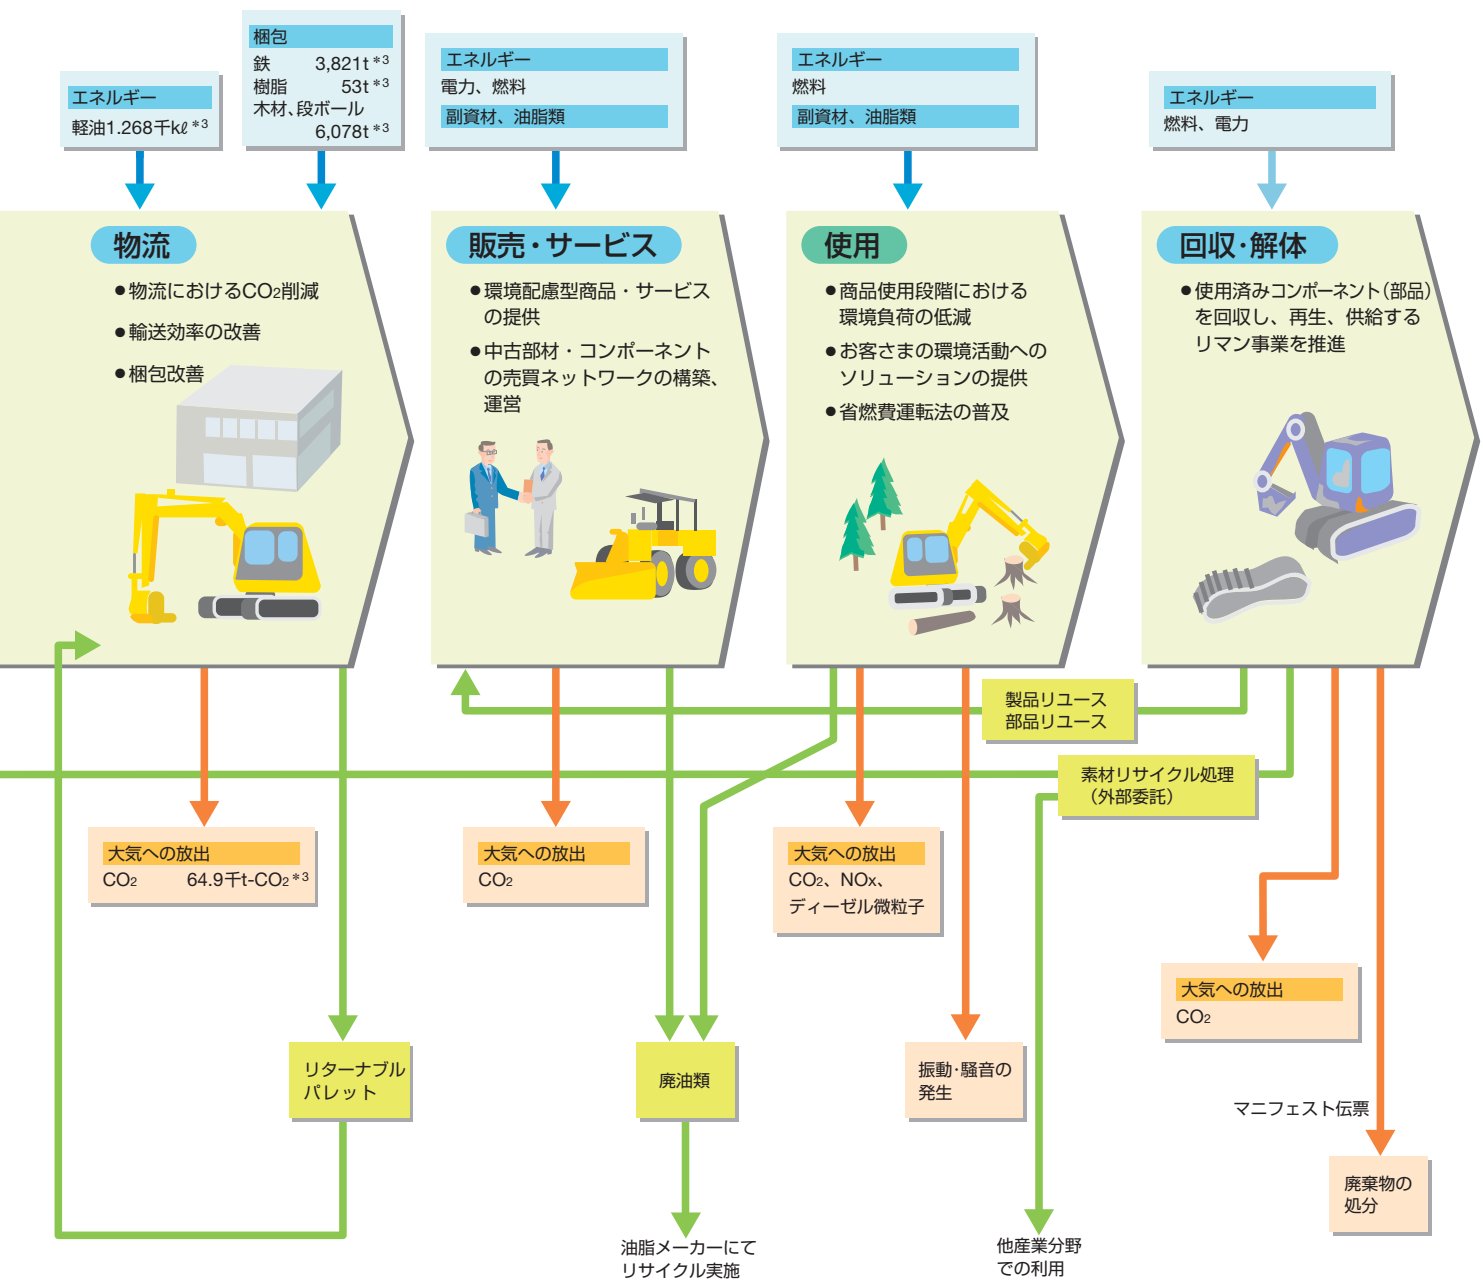 エネルギー
軽油1.268千kℓ＊3
梱包
鉄 3,821t＊3
樹脂 53t＊3
木材、段ボール
6,078t＊3
エネルギー
電力、燃料
副資材、油脂類
エネルギー
燃料
副資材、油脂類
エネルギー
燃料、電力
物流
●物流におけるCO2削減
●輸送効率の改善
●梱包改善
販売・サービス
●環境配慮型商品・サービス
の提供
●中古部材・コンポーネント
の売買ネットワークの構築、
運営
使用
●商品使用段階における
環境負荷の低減
●お客さまの環境活動への
ソリューションの提供
●省燃費運転法の普及
回収・解体
●使用済みコンポーネント（部品）
を回収し、再生、供給する
リマン事業を推進
製品リユース
部品リユース
素材リサイクル処理
（外部委託）
大気への放出
CO2 64.9千t-CO2＊3
大気への放出
CO2
大気への放出
CO2、NOx、
ディーゼル微粒子
大気への放出
CO2
リターナブル
パレット
廃油類
振動・騒音の
発生
マニフェスト伝票
廃棄物の
処分
油脂メーカーにて
リサイクル実施
他産業分野
での利用